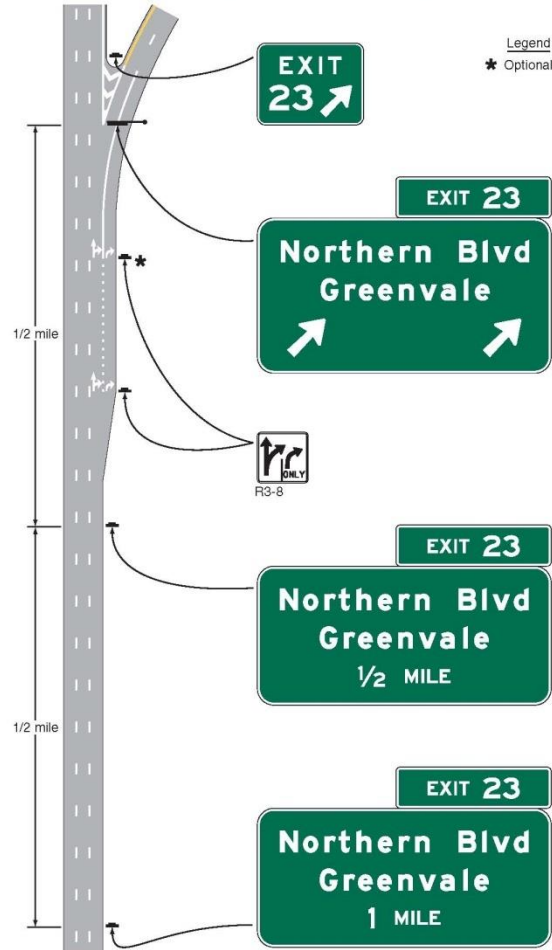 Legend
* Optional
EXIT
23
EXIT 23
Northern Blvd
Greenvale
*
1/2 mile
ONLY
R3-8
EXIT 23
Northern Blvd
Greenvale
1/2 MILE
1/2 mile
EXIT 23
Northern Blvd
Greenvale
1 MILE